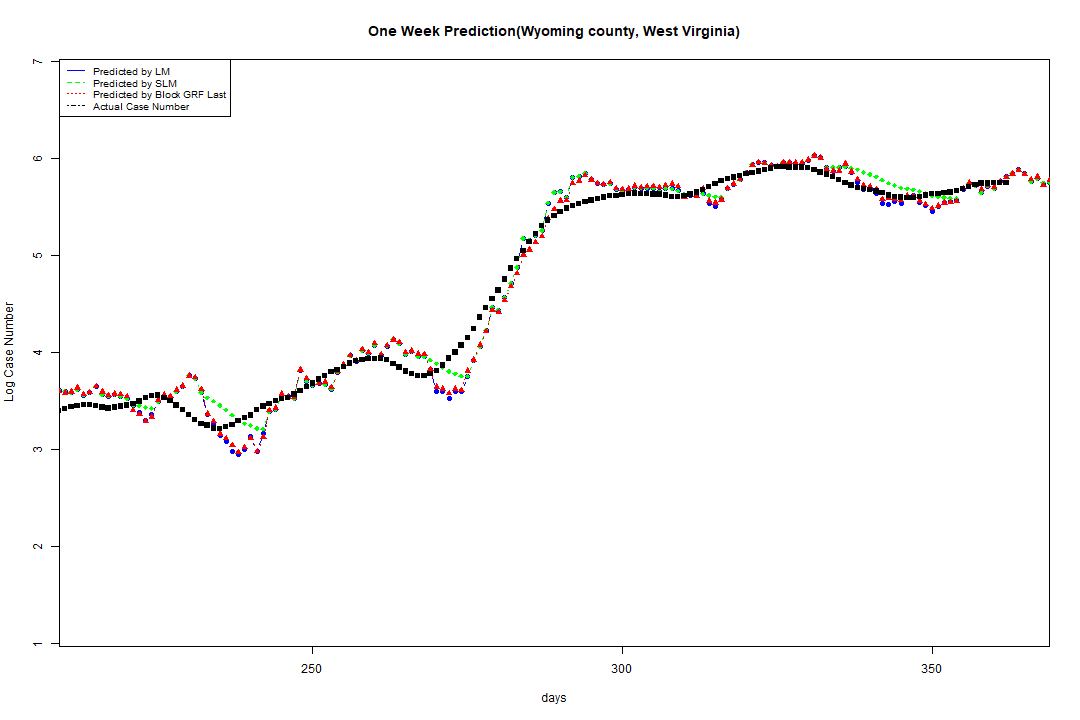 One Week Prediction(Wyoming county, West Virginia)
Predicted by LM
Predicted by SLM
Predicted by Block GRF Last
Actual Case Number
7
6
5
4
3
2
1
Log Case Number
250
300
350
days